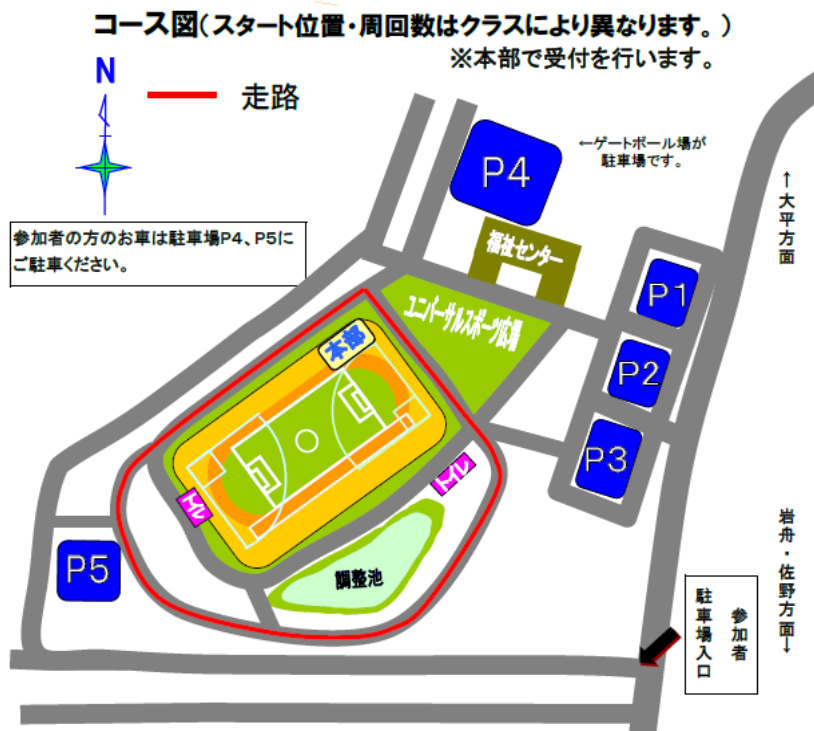 コース図(スタート位置・周回数はクラスにより異なります。)
※本部で受付を行います。
N
走路
P4
←ゲートボール場が
駐車場です。
↑大平方面
参加者の方のお車は駐車場P4、P5に
ご駐車ください。
福祉センター
P1
ユニバーサルスポーツ広場
本部
P2
P3
トイレ
トイレ
P5
調整池
岩舟・佐野方面↓
参加者
駐車場入口